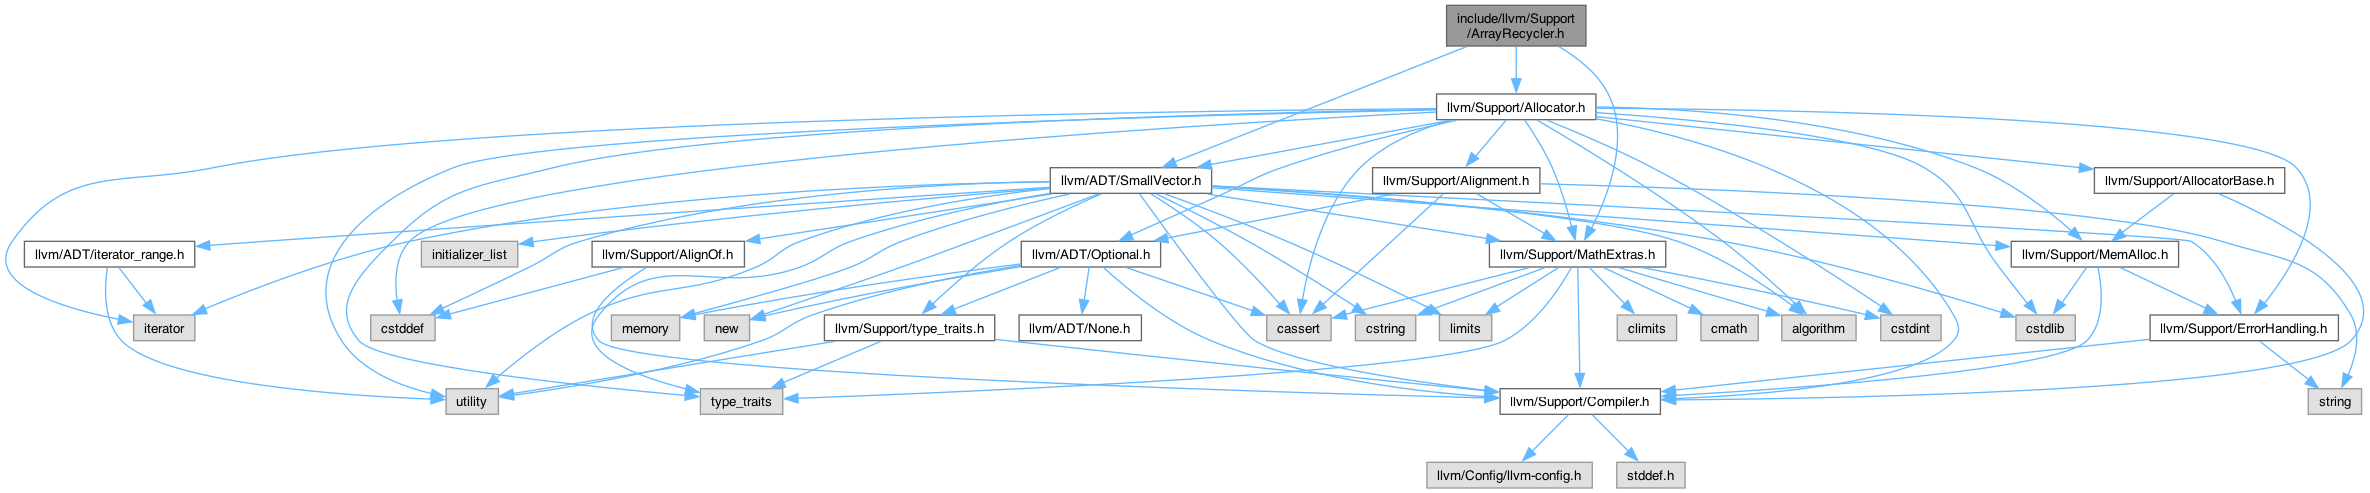 include/llvm/Support
/ArrayRecycler.h
llvm/Support/Allocator.h
llvm/ADT/SmallVector.h
llvm/Support/Alignment.h
llvm/Support/AllocatorBase.h
llvm/ADT/iterator_range.h
initializer_list
llvm/Support/AlignOf.h
llvm/ADT/Optional.h
llvm/Support/MathExtras.h
llvm/Support/MemAlloc.h
iterator
cstddef
memory
new
llvm/Support/type_traits.h
llvm/ADT/None.h
cassert
cstring
limits
climits
cmath
algorithm
cstdint
cstdlib
llvm/Support/ErrorHandling.h
utility
type_traits
llvm/Support/Compiler.h
string
llvm/Config/llvm-config.h
stddef.h